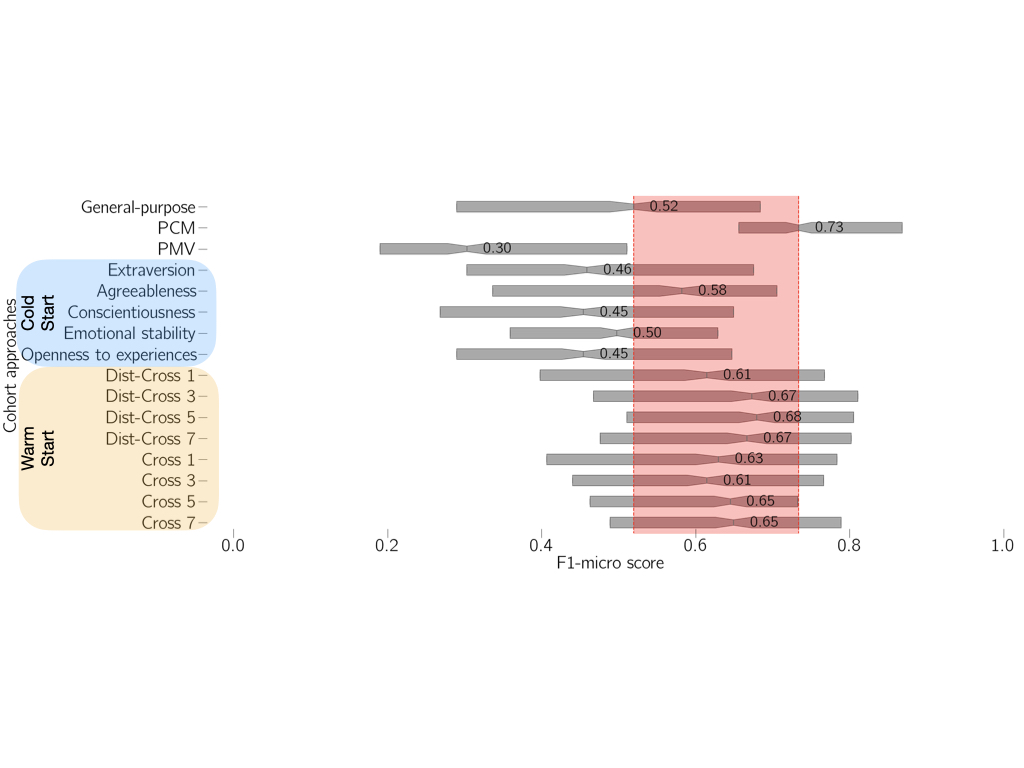 General-purpose
0.52
PCM
0.73
PMV
0.30
Extraversion
0.46
Agreeableness
0.58
Conscientiousness
0.45
Emotional stability
0.50
Openness to experiences
0.45
Dist-Cross 1
0.61
Dist-Cross 3
0.67
Dist-Cross 5
0.68
Dist-Cross 7
0.67
Cross 1
0.63
Cross 3
0.61
Cross 5
0.65
Cross 7
0.65
Cohort approaches
Cold
Start
Warm
Start
0.0 0.2 0.4 0.6 0.8 1.0
F1-micro score